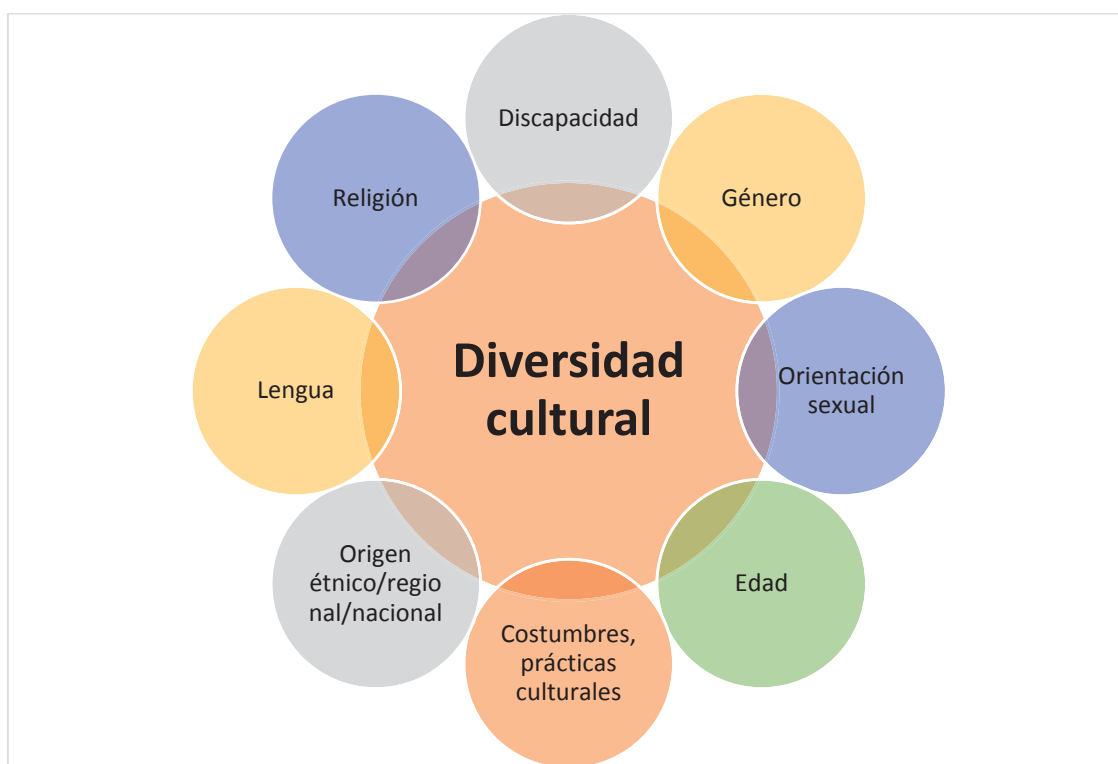 Discapacidad
Religión
Género
Diversidad
cultural
Lengua
Orientación
sexual
Origen
étnico/regio
nal/nacional
Edad
Costumbres,
prácticas
culturales